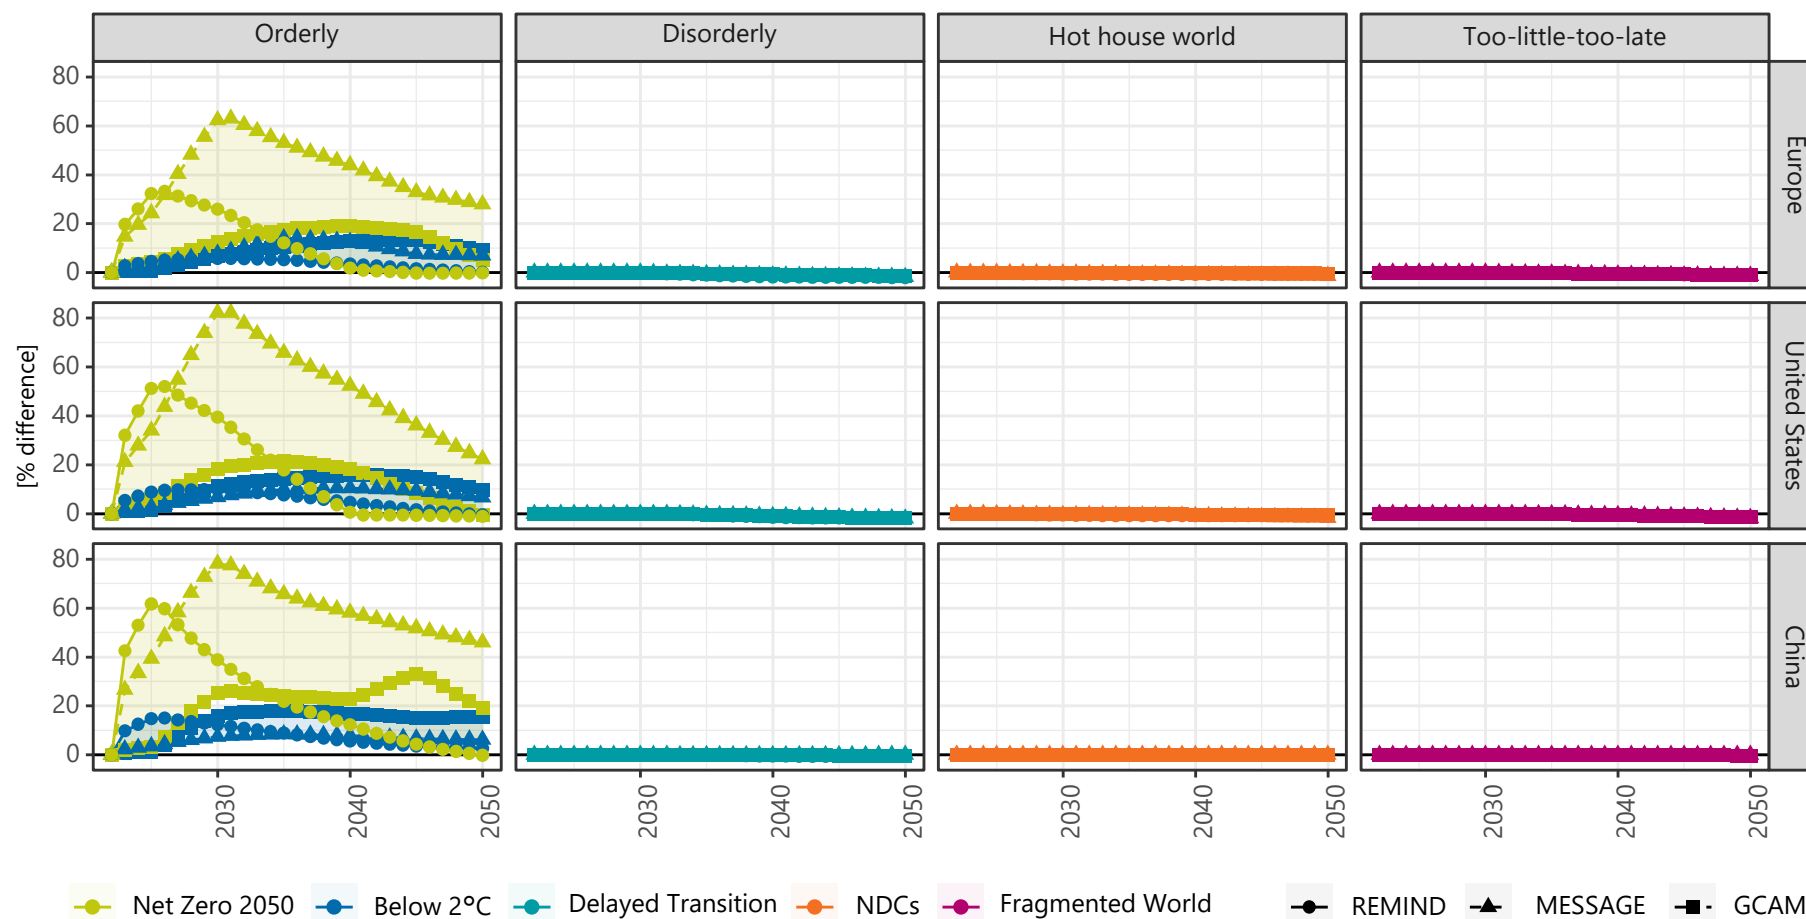 Orderly Disorderly Hot house world Too-little-too-late
80
60
40
20
0
Europe
80
60
40
20
0
United States
[% difference]
80
60
40
20
0
China
2030 2040 2050 2030 2040 2050 2030 2040 2050 2030 2040 2050
Net Zero 2050 Below 2°C Delayed Transition NDCs Fragmented World REMIND MESSAGE GCAM